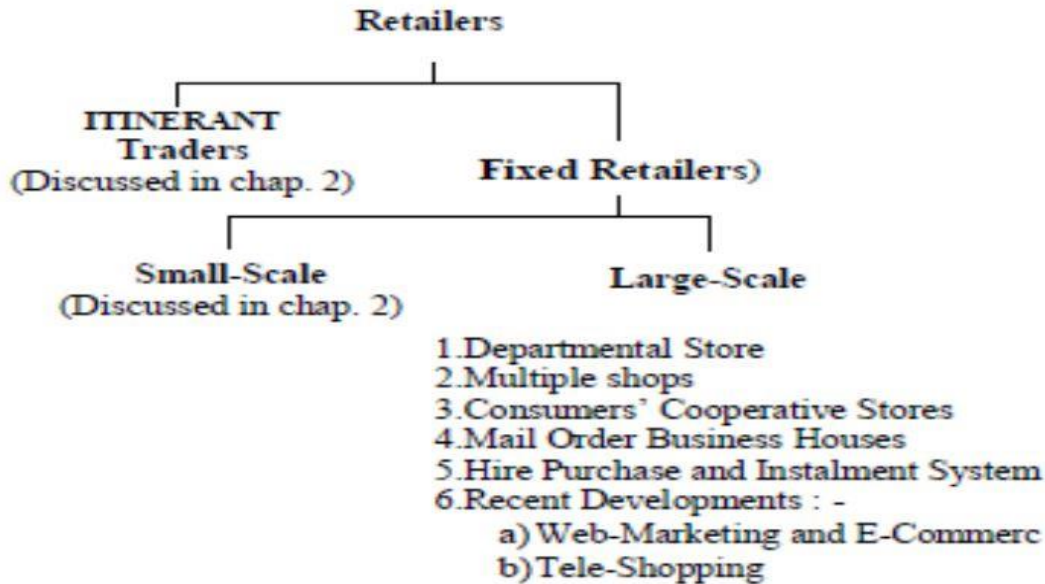 Retailers
ITINERANT
Traders
(Discussed in chap. 2)
Fixed Retailers)
Small-Scale
(Discussed in chap. 2)
Large-Scale
1.Departmental Store
2.Multiple shops
3.Consumers' Cooperative Stores
4.Mail Order Business Houses
5.Hire Purchase and Instalment System
6.Recent Developments : -
a) Web-Marketing and E-Commerc
b) Tele-Shopping